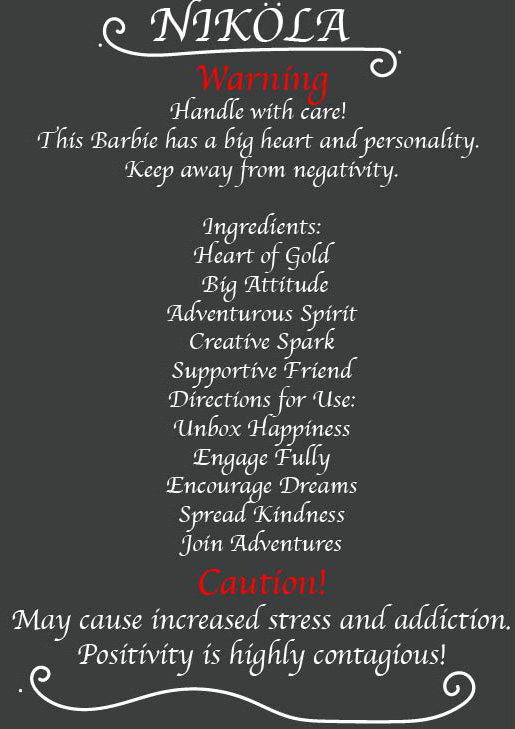 NIKÖLA
Warning
Handle with care!
This Barbie has a big heart and personality.
Keep away from negativity.
Ingredients:
Heart of Gold
Big Attitude
Adventurous Spirit
Creative Spark
Supportive Friend
Directions for Use:
Unbox Happiness
Engage Fully
Encourage Dreams
Spread Kindness
Join Adventures
Caution!
May cause increased stress and addiction.
Positivity is highly contagious!